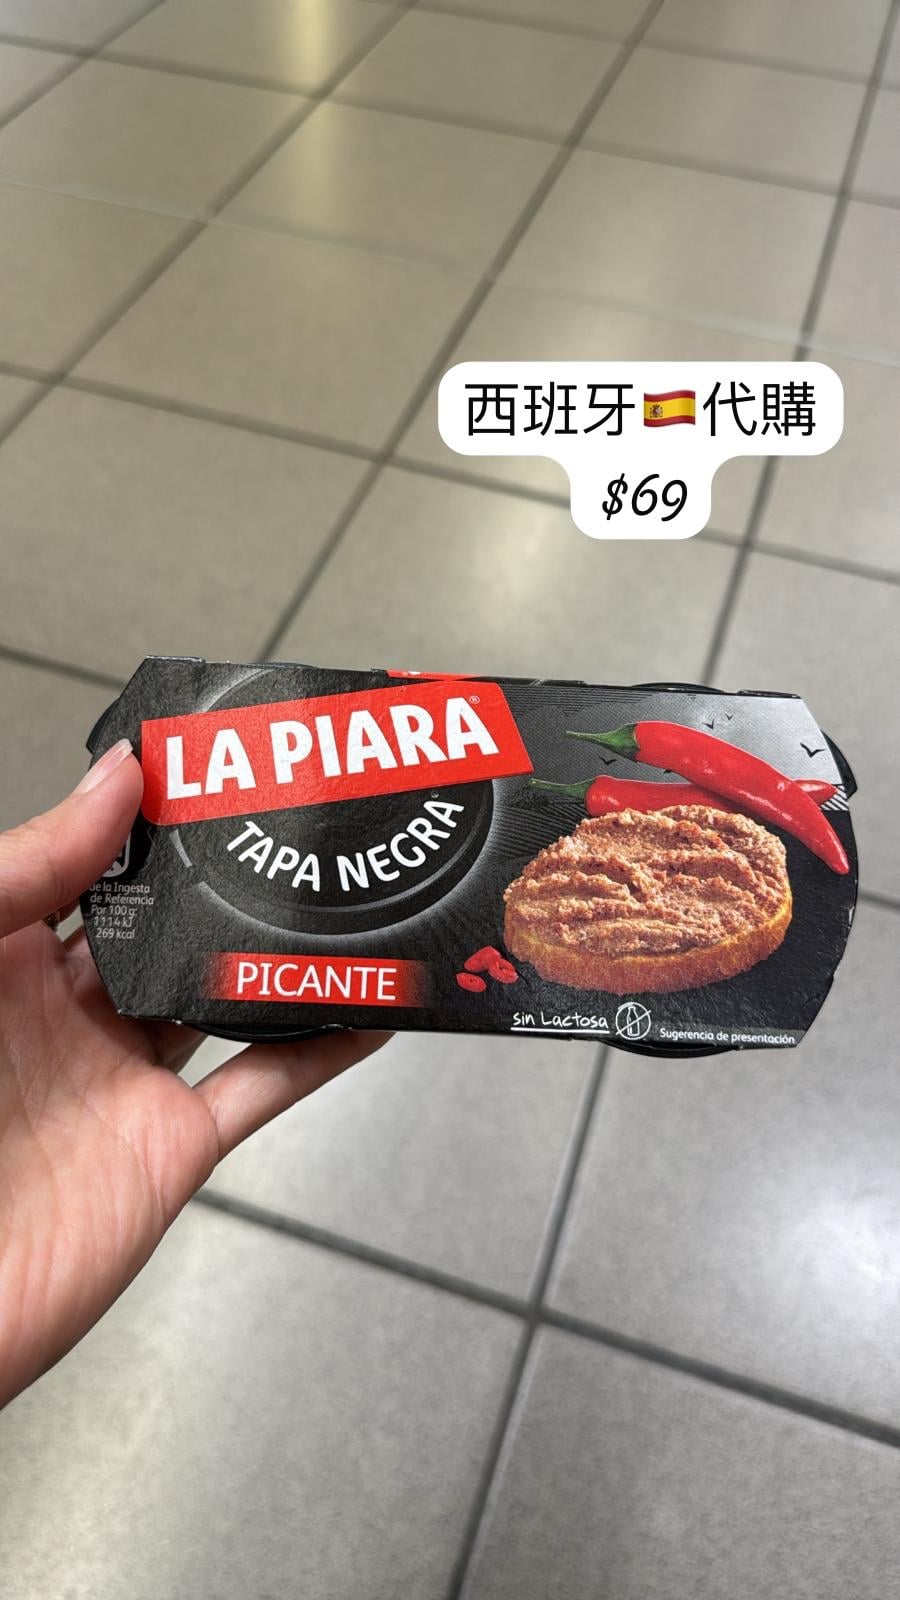 西班牙🇪🇸代購
$69
LA PIARA®
TAPA NEGRA®
PICANTE
de la Ingesta
de Referencia
Por 100 g:
1114 kJ
269 kcal
sin Lactosa
Sugerencia de presentación